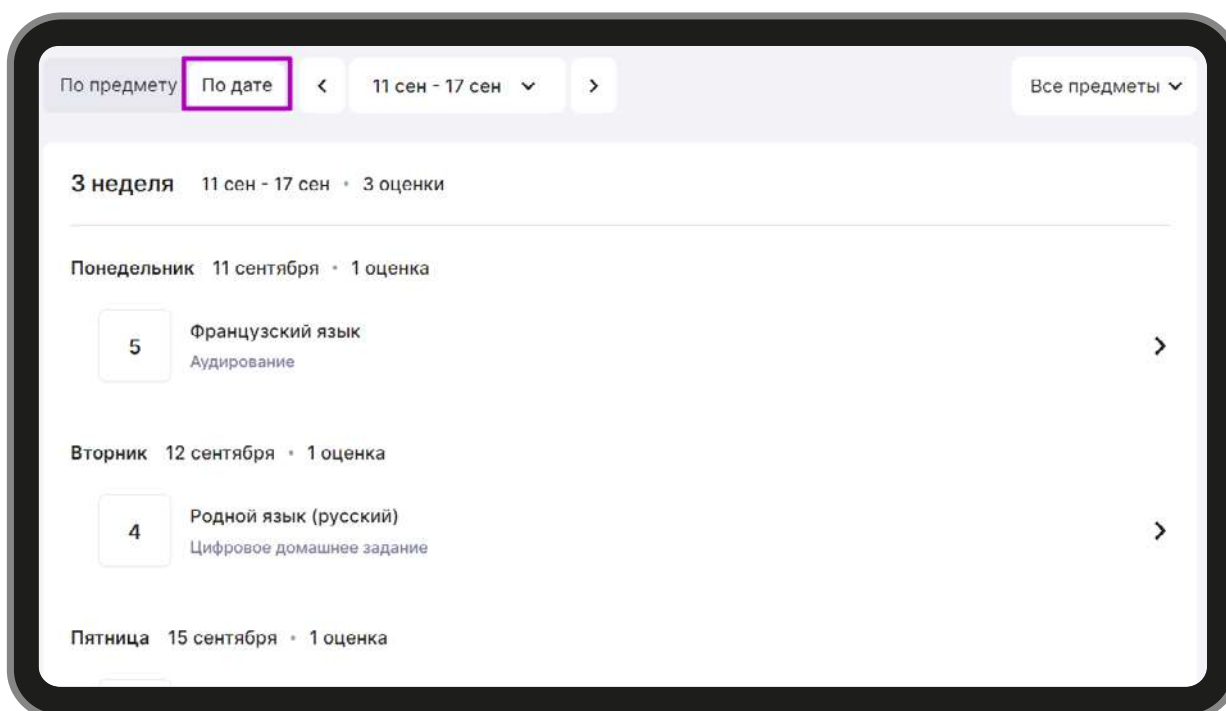 По предмету По дате 11 сен - 17 сен Все предметы
3 неделя 11 сен - 17 сен • 3 оценки
Понедельник 11 сентября • 1 оценка
5
Французский язык
Аудирование
Вторник 12 сентября • 1 оценка
4
Родной язык (русский)
Цифровое домашнее задание
Пятница 15 сентября • 1 оценка